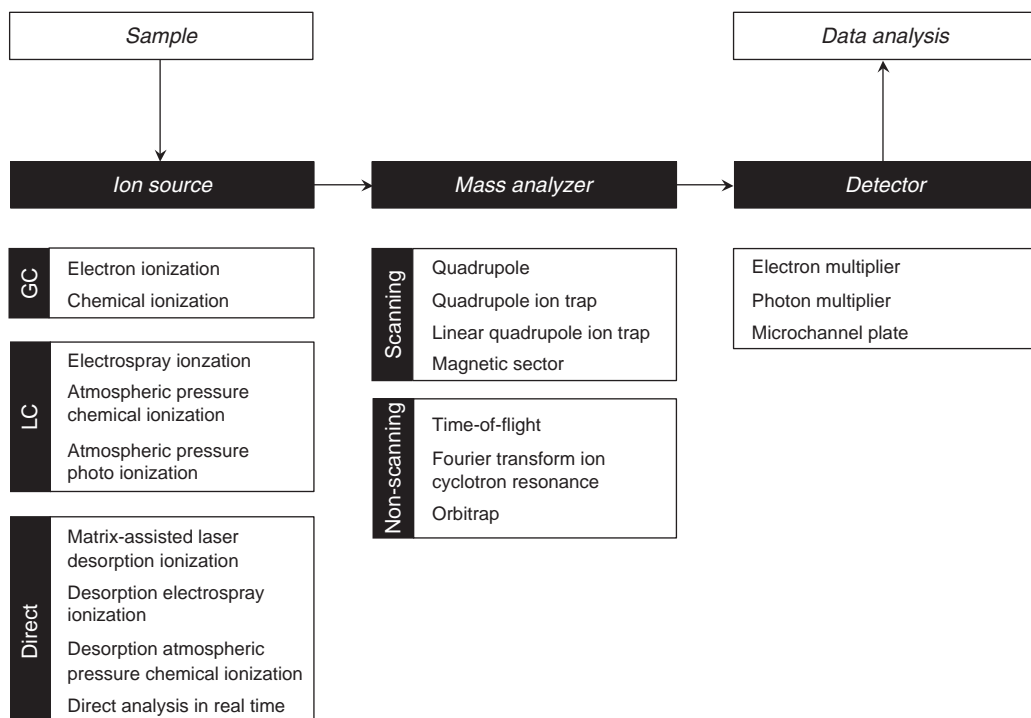 Sample
Data analysis
Ion source
Mass analyzer
Detector
GC
Electron ionization
Chemical ionization
LC
Electrospray ionzation
Atmospheric pressure
chemical ionization
Atmospheric pressure
photo ionization
Direct
Matrix-assisted laser
desorption ionization
Desorption electrospray
ionization
Desorption atmospheric
pressure chemical ionization
Direct analysis in real time
Scanning
Quadrupole
Quadrupole ion trap
Linear quadrupole ion trap
Magnetic sector
Non-scanning
Time-of-flight
Fourier transform ion
cyclotron resonance
Orbitrap
Electron multiplier
Photon multiplier
Microchannel plate